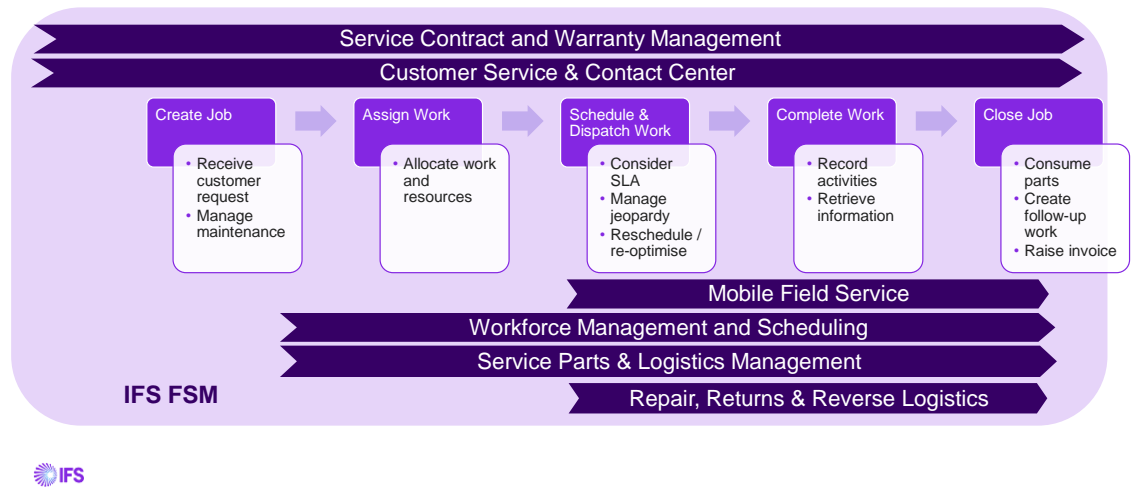 Service Contract and Warranty Management
Customer Service & Contact Center
Create Job
• Receive
customer
request
• Manage
maintenance
Assign Work
• Allocate work
and
resources
Schedule &
Dispatch Work
• Consider
SLA
• Manage
jeopardy
• Reschedule /
re-optimise
Complete Work
• Record
activities
• Retrieve
information
Close Job
• Consume
parts
• Create
follow-up
work
• Raise invoice
Mobile Field Service
Workforce Management and Scheduling
Service Parts & Logistics Management
Repair, Returns & Reverse Logistics
IFS FSM
IFS